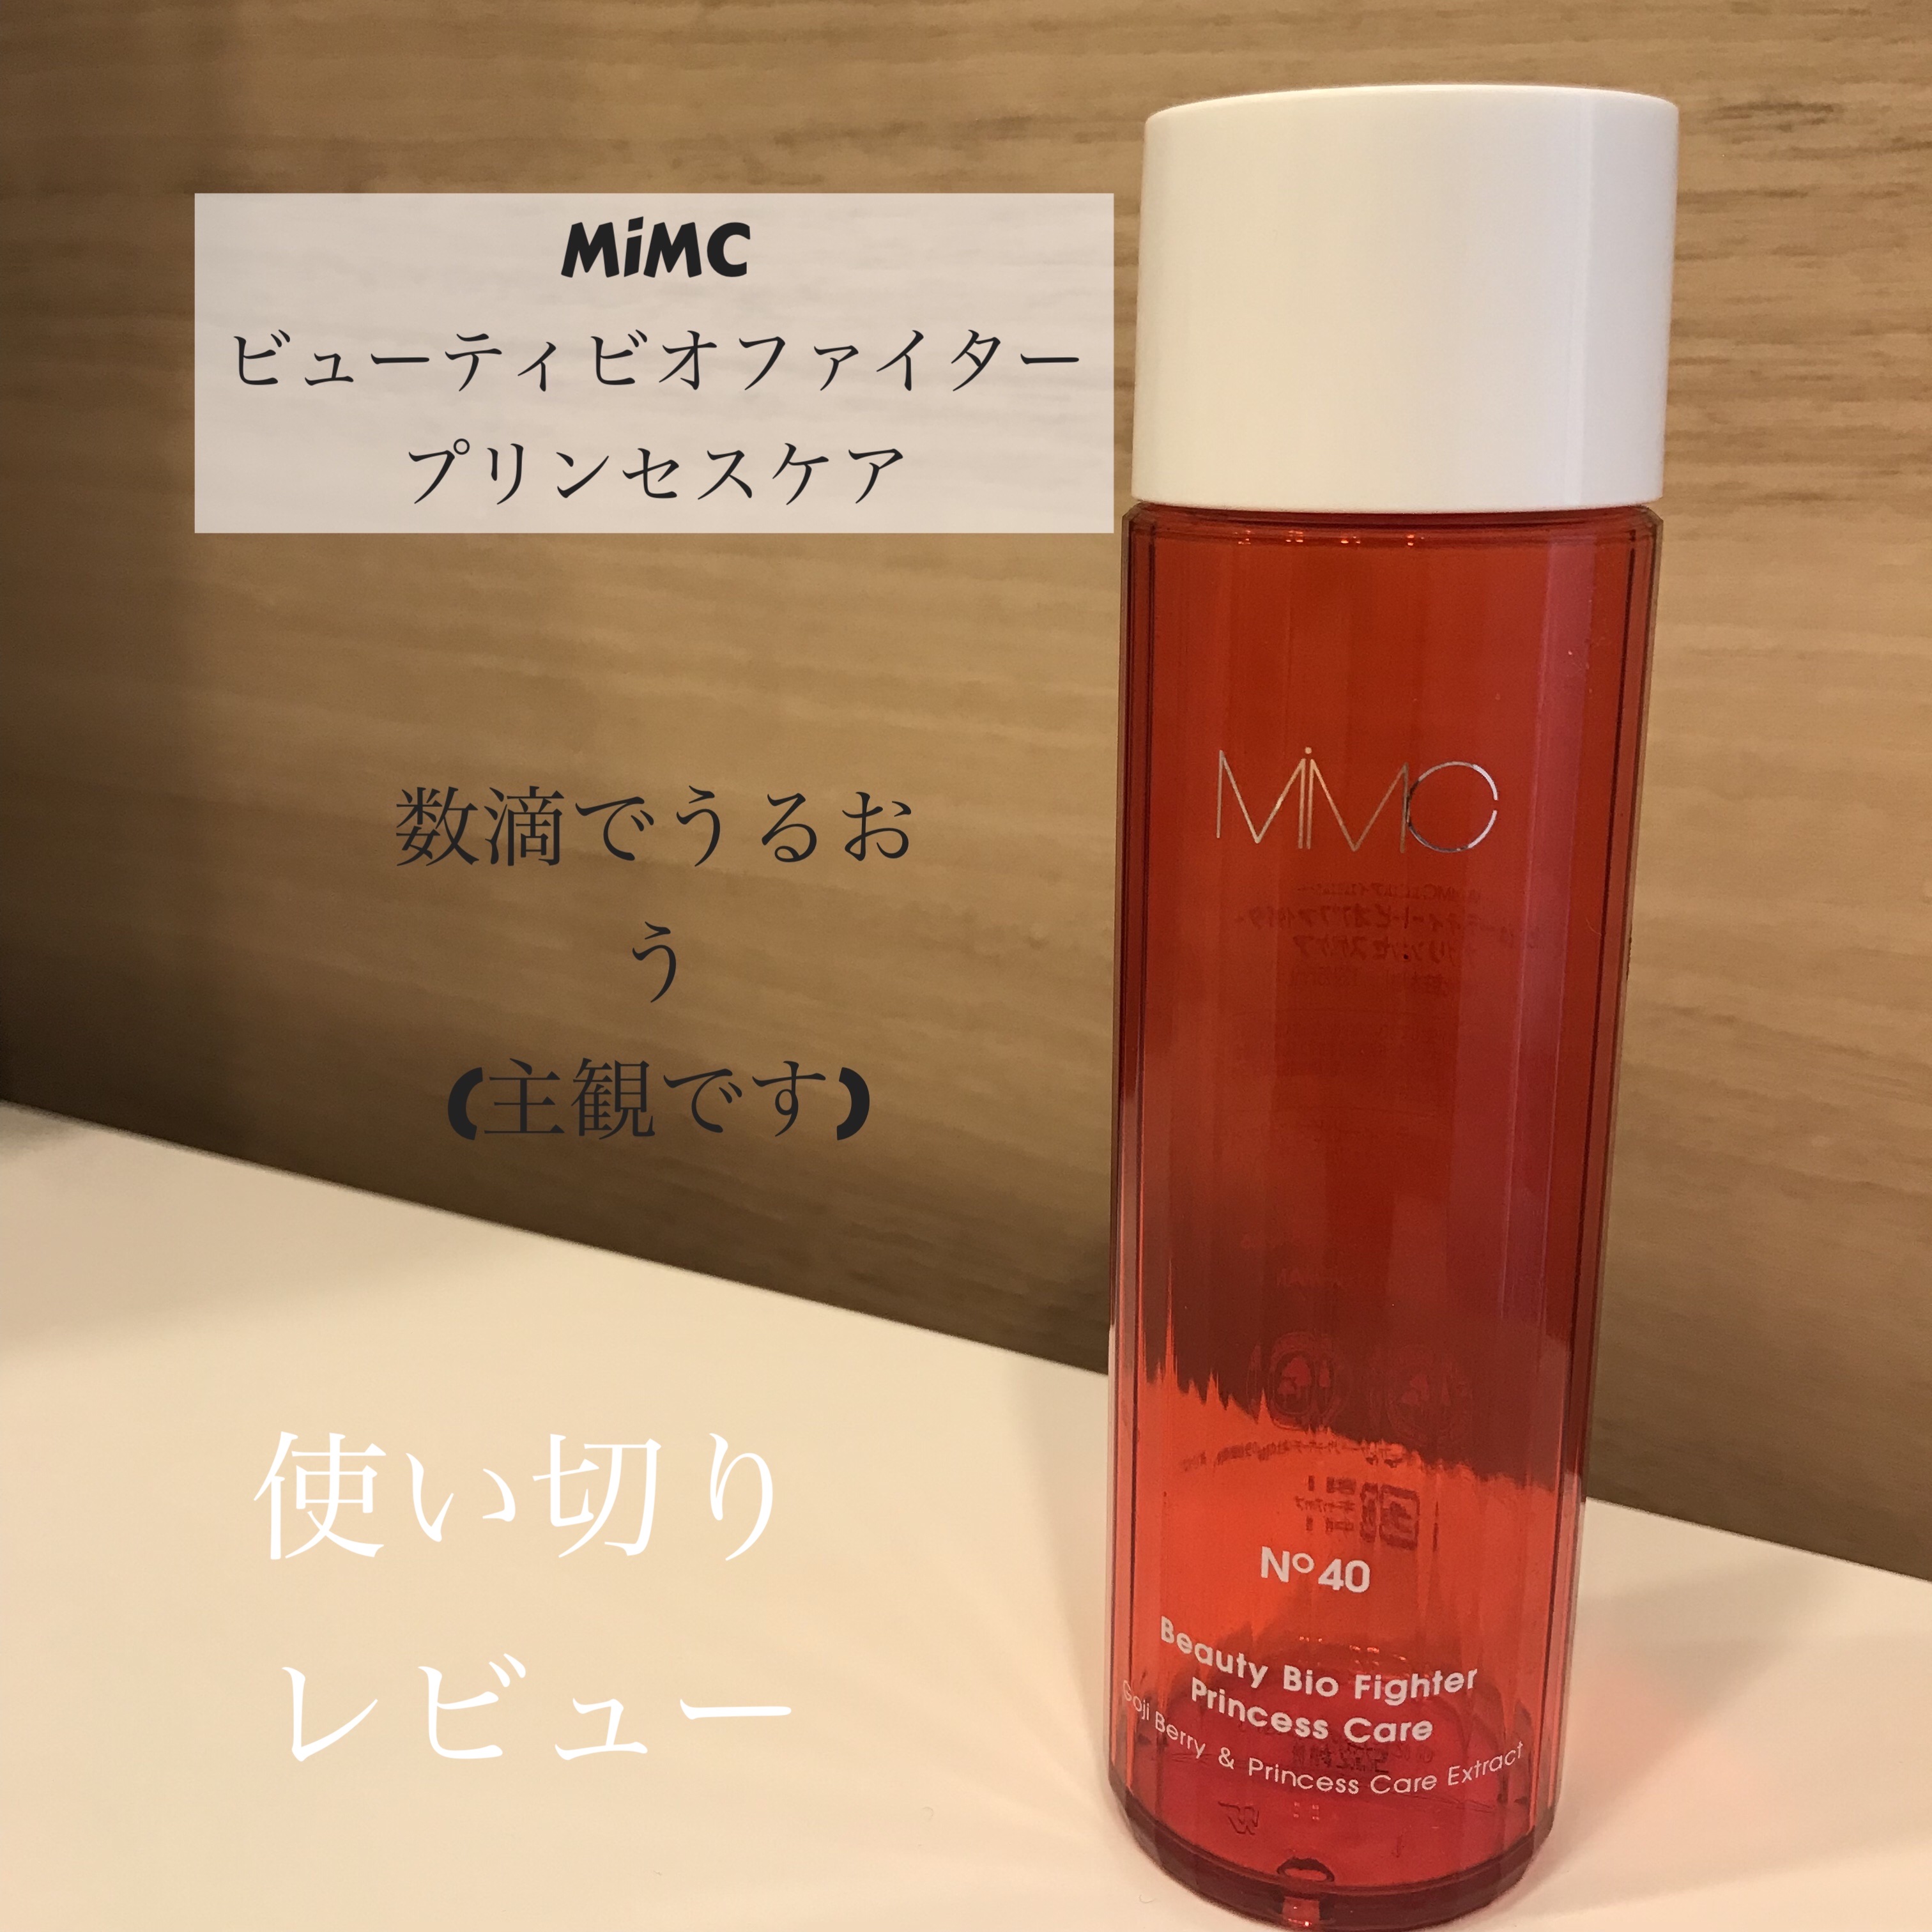 MiMC
ビューティビオファイター
プリンセスケア
数滴でうるお
う
(主観です)
使い切り
レビュー
MiMC
Nº40
Beauty Bio Fighter
Princess Care
Goji Berry & Princess Care Extract